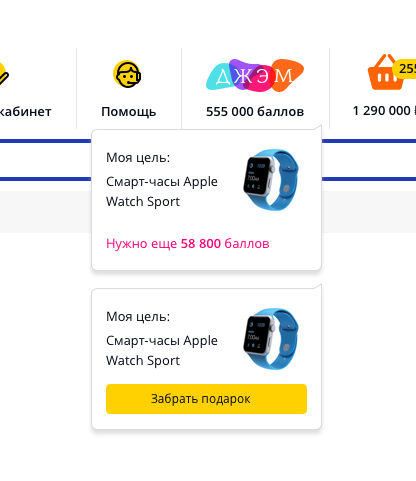 ДЖЭМ
255
кабинет
Помощь
555 000 баллов
1 290 000
Моя цель:
Смарт-часы Apple
Watch Sport
Нужно еще 58 800 баллов
Моя цель:
Смарт-часы Apple
Watch Sport
Забрать подарок